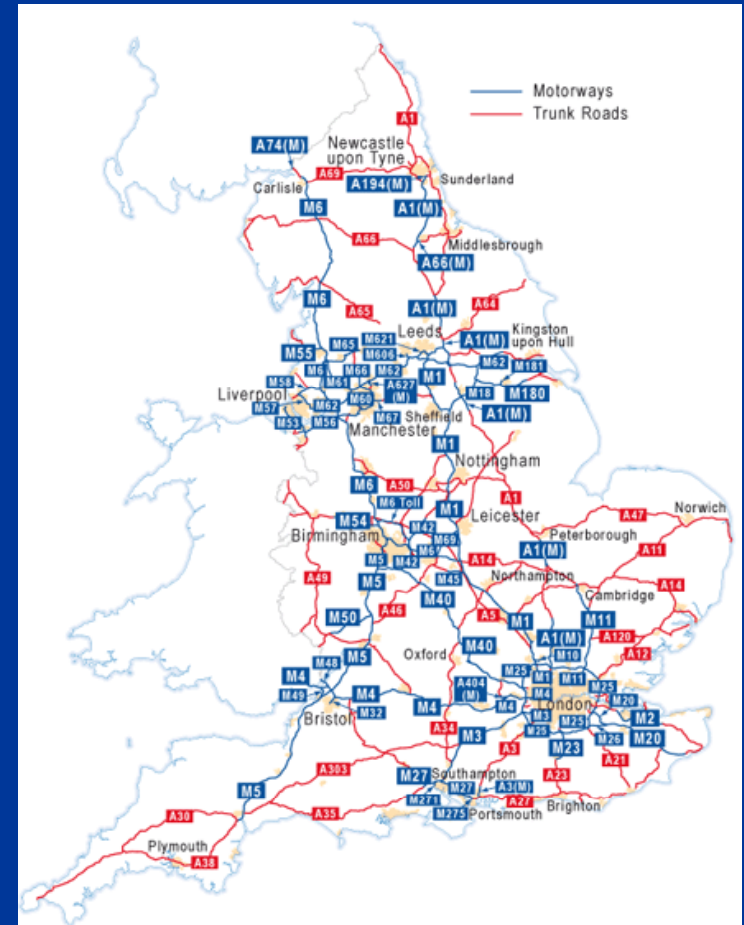 Motorways
Trunk Roads
A1
A74(M)
Newcastle
upon Tyne
A69
A194(M)
Sunderland
Carlisle
M6
A1(M)
A66
Middlesbrough
A66(M)
M6
A65
A1(M)
A64
Leeds
Kingston
upon Hull
M621
M65
A1(M)
M55
M606
M62
M181
M6
M66
M62
M1
M58
M61
A627
(M)
M18
M180
Liverpool
M60
M57
M62
M67
Sheffield
A1(M)
M53
M56
Manchester
M1
Nottingham
M6
A50
A1
M6 Toll
M1
A47
Norwich
M54
M42
Leicester
Birmingham
M69
Peterborough
A1(M)
A11
M5
M42
M6
A14
A49
M5
M45
Northampton
A14
M40
Cambridge
A46
A5
M50
M1
M11
A1(M)
A120
M5
M40
M10
A12
Oxford
M48
M25
M4
A404
(M)
M1
M11
M25
M49
M4
M4
M20
M32
M4
M4
London
M2
Bristol
M3
M25
A34
M3
M25
M26
M20
A3
M23
A21
A303
M27
Southampton
A23
M5
M27
A3(M)
M271
A27
Brighton
A30
A35
M275
Portsmouth
Plymouth
A38